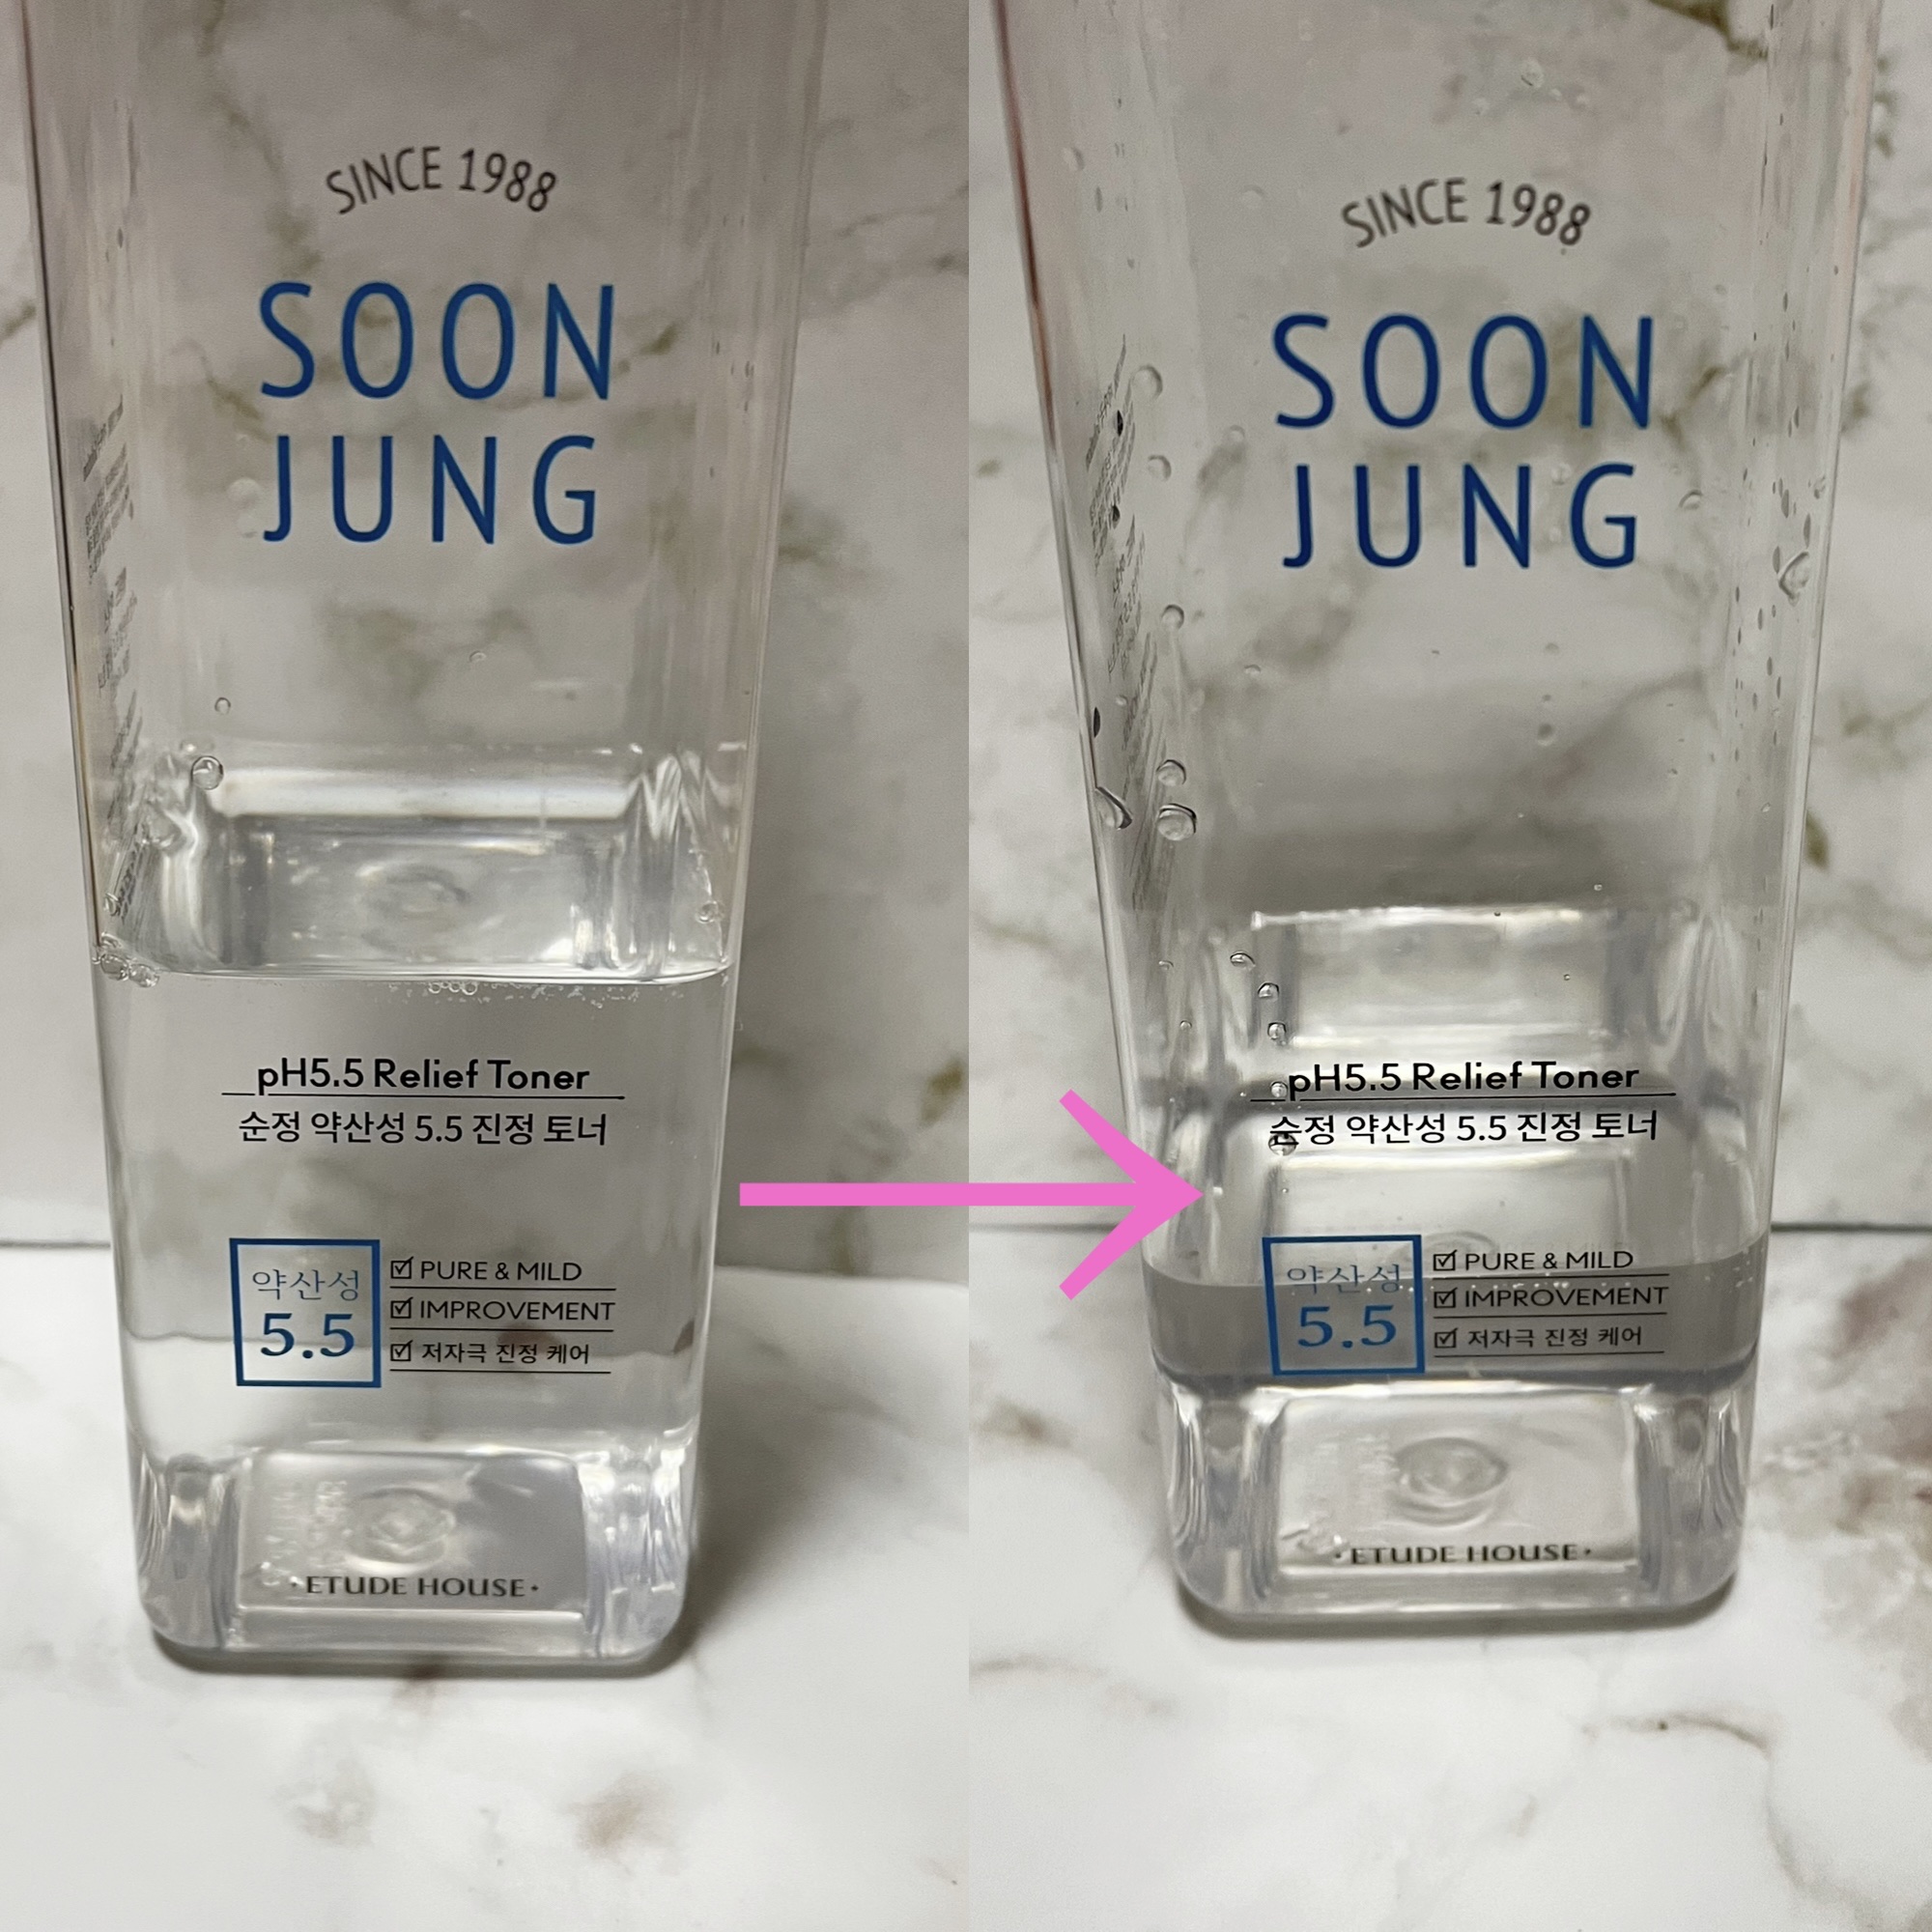 SINCE 1988
SOON
JUNG
pH5.5 Relief Toner
순정 약산성 5.5 진정 토너
약산성
5.5
PURE & MILD
IMPROVEMENT
저자극 진정 케어
·ETUDE HOUSE·
SINCE 1988
SOON
JUNG
pH5.5 Relief Toner
순정 약산성 5.5 진정 토너
약산성
5.5
PURE & MILD
IMPROVEMENT
저자극 진정 케어
·ETUDE HOUSE·